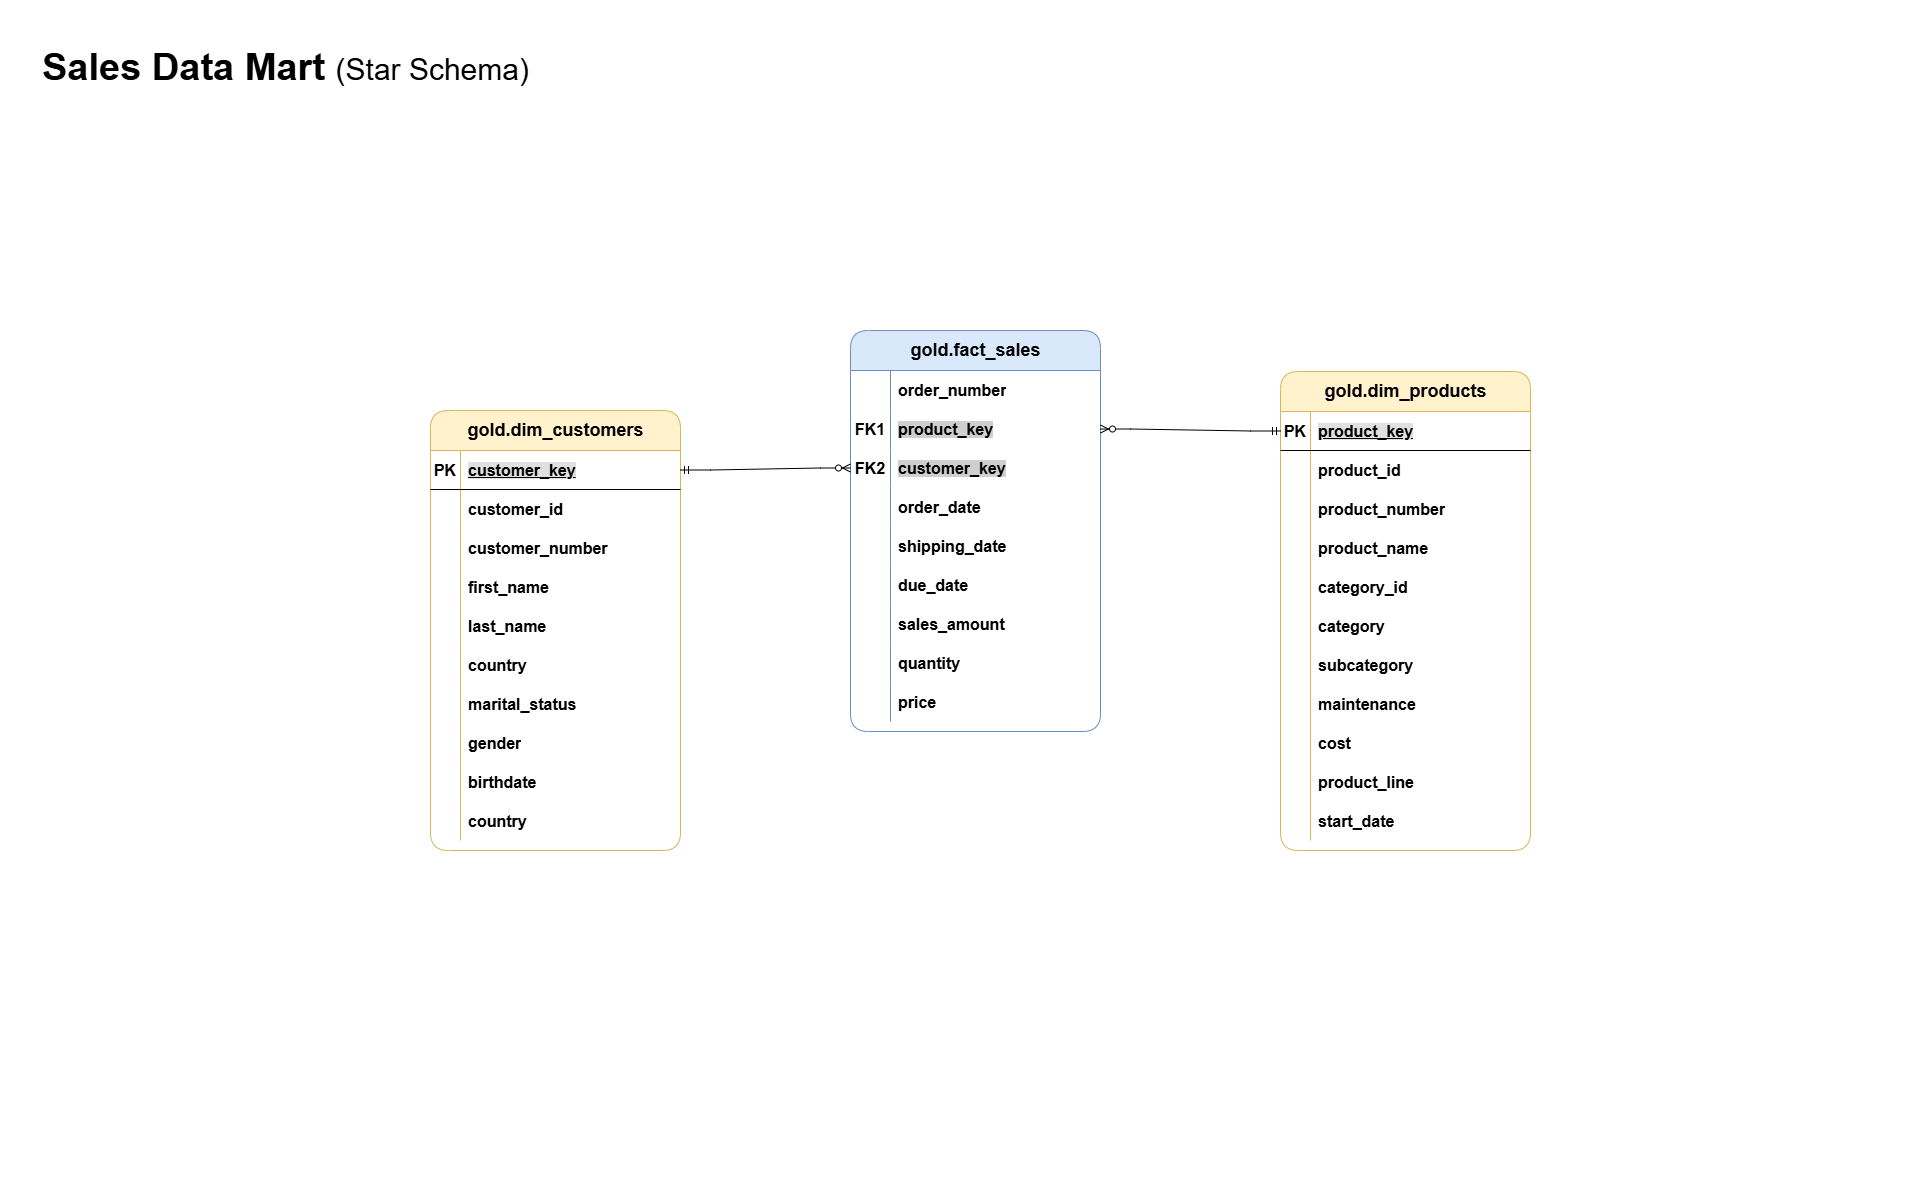 Sales Data Mart (Star Schema)
gold.dim_customers
PK customer_key
customer_id
customer_number
first_name
last_name
country
marital_status
gender
birthdate
country
gold.fact_sales
order_number
FK1 product_key
FK2 customer_key
order_date
shipping_date
due_date
sales_amount
quantity
price
gold.dim_products
PK product_key
product_id
product_number
product_name
category_id
category
subcategory
maintenance
cost
product_line
start_date